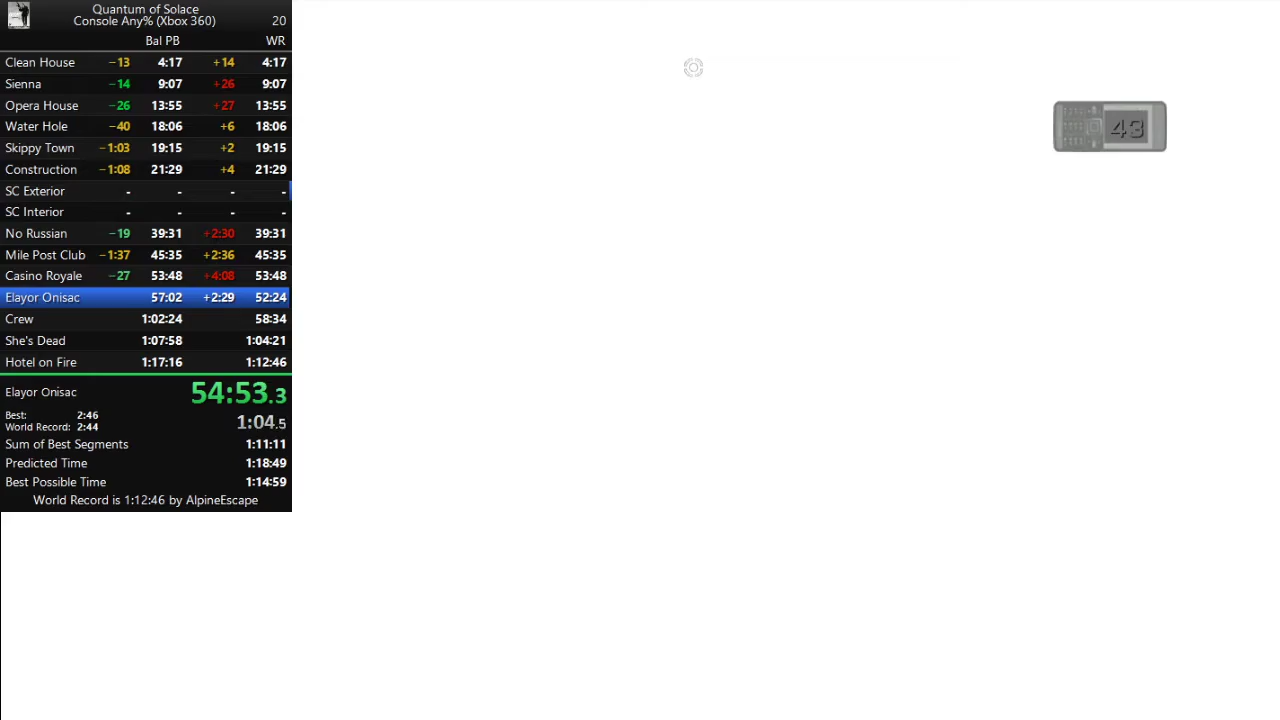 Quantum of Solace
Console Any% (Xbox 360) 20
Bal PB WR
Clean House −13 4:17 +14 4:17
Sienna −14 9:07 +26 9:07
Opera House −26 13:55 +27 13:55
Water Hole −40 18:06 +6 18:06
Skippy Town −1:03 19:15 +2 19:15
Construction −1:08 21:29 +4 21:29
SC Exterior - - - -
SC Interior - - - -
No Russian −19 39:31 +2:30 39:31
Mile Post Club −1:37 45:35 +2:36 45:35
Casino Royale −27 53:48 +4:08 53:48
Elayor Onisac 57:02 +2:29 52:24
Crew 1:02:24 58:34
She's Dead 1:07:58 1:04:21
Hotel on Fire 1:17:16 1:12:46
Elayor Onisac 54:53.3
Best: 2:46
World Record: 2:44 1:04.5
Sum of Best Segments 1:11:11
Predicted Time 1:18:49
Best Possible Time 1:14:59
World Record is 1:12:46 by AlpineEscape
43